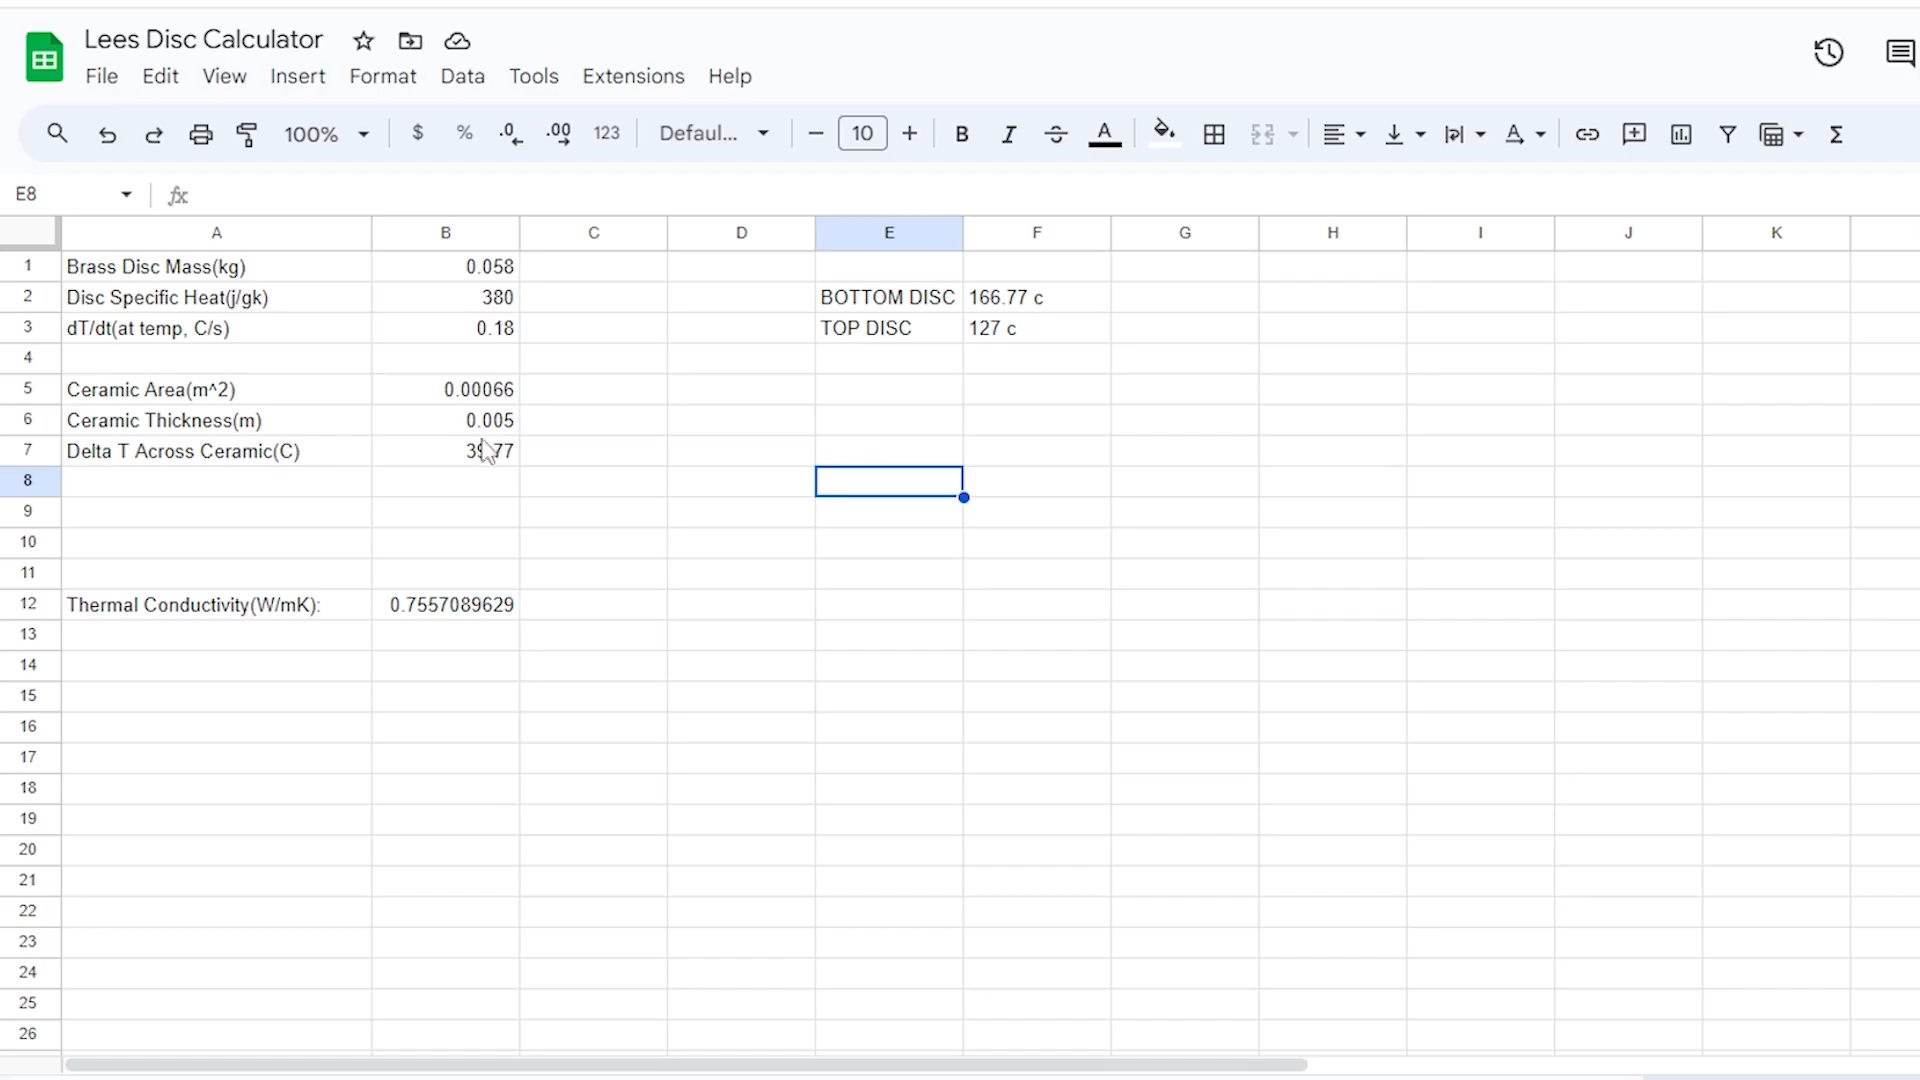 Lees Disc Calculator
File Edit View Insert Format Data Tools Extensions Help
100% $ % .0 .00 123 Defaul... − 10 + B I A A Σ
E8 fx
A B C D E F G H I J K
1 Brass Disc Mass(kg) 0.058
2 Disc Specific Heat(j/gk) 380 BOTTOM DISC 166.77 c
3 dT/dt(at temp, C/s) 0.18 TOP DISC 127 c
4
5 Ceramic Area(m^2) 0.00066
6 Ceramic Thickness(m) 0.005
7 Delta T Across Ceramic(C) 39.77
8
9
10
11
12 Thermal Conductivity(W/mK): 0.7557089629
13
14
15
16
17
18
19
20
21
22
23
24
25
26